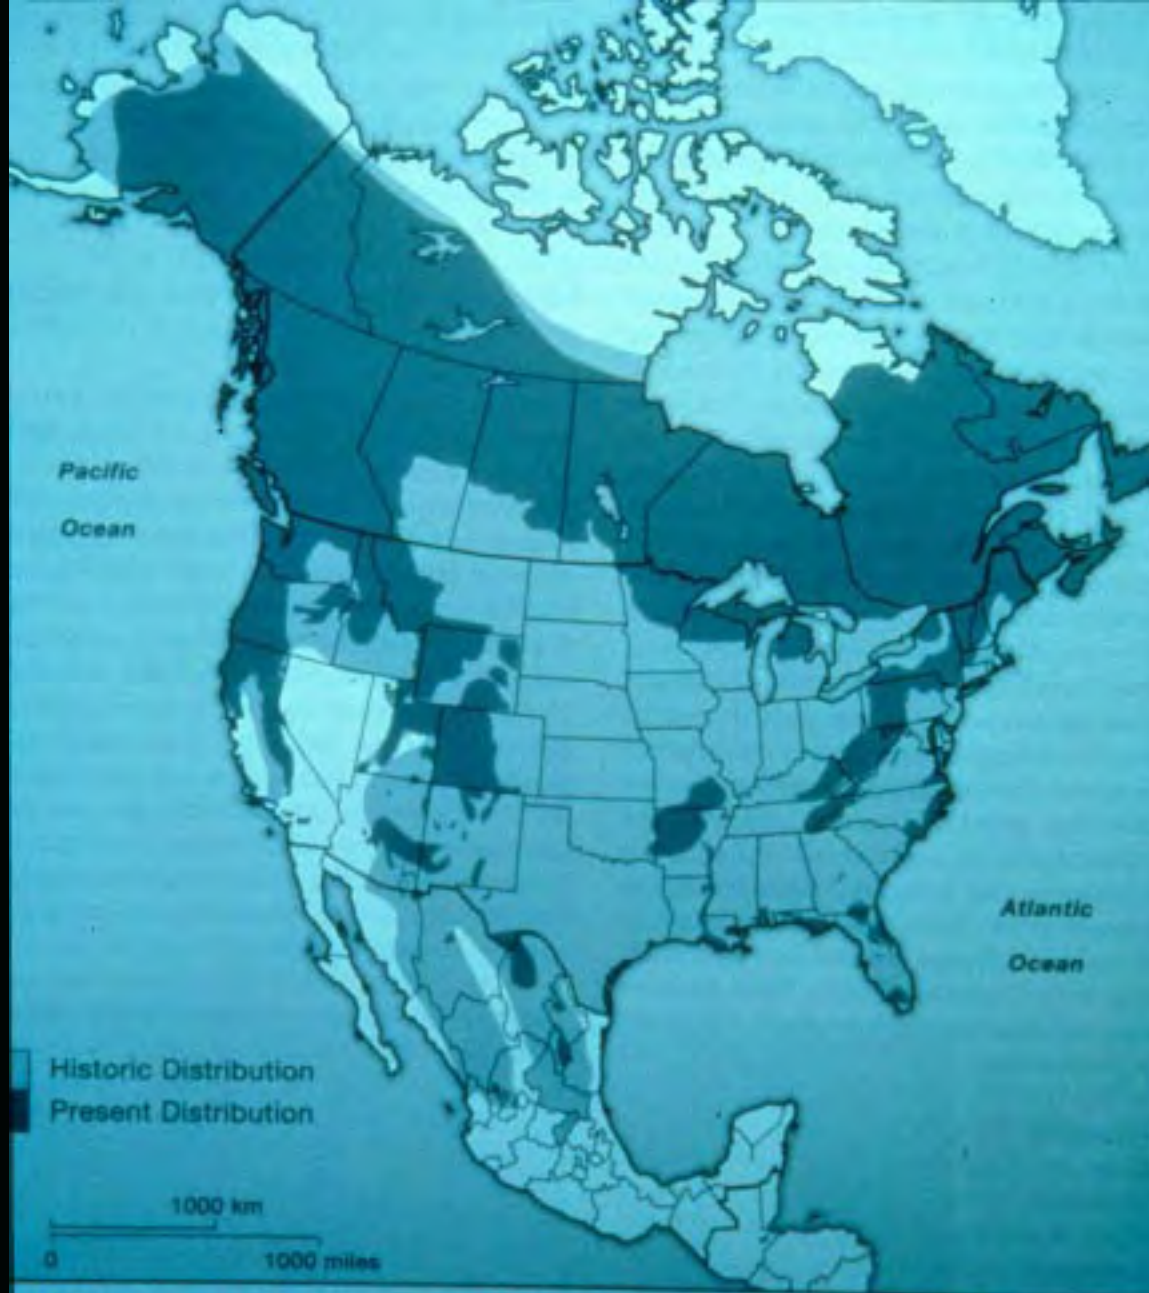 Pacific
Ocean
Atlantic
Ocean
Historic Distribution
Present Distribution
1000 km
0 1000 miles